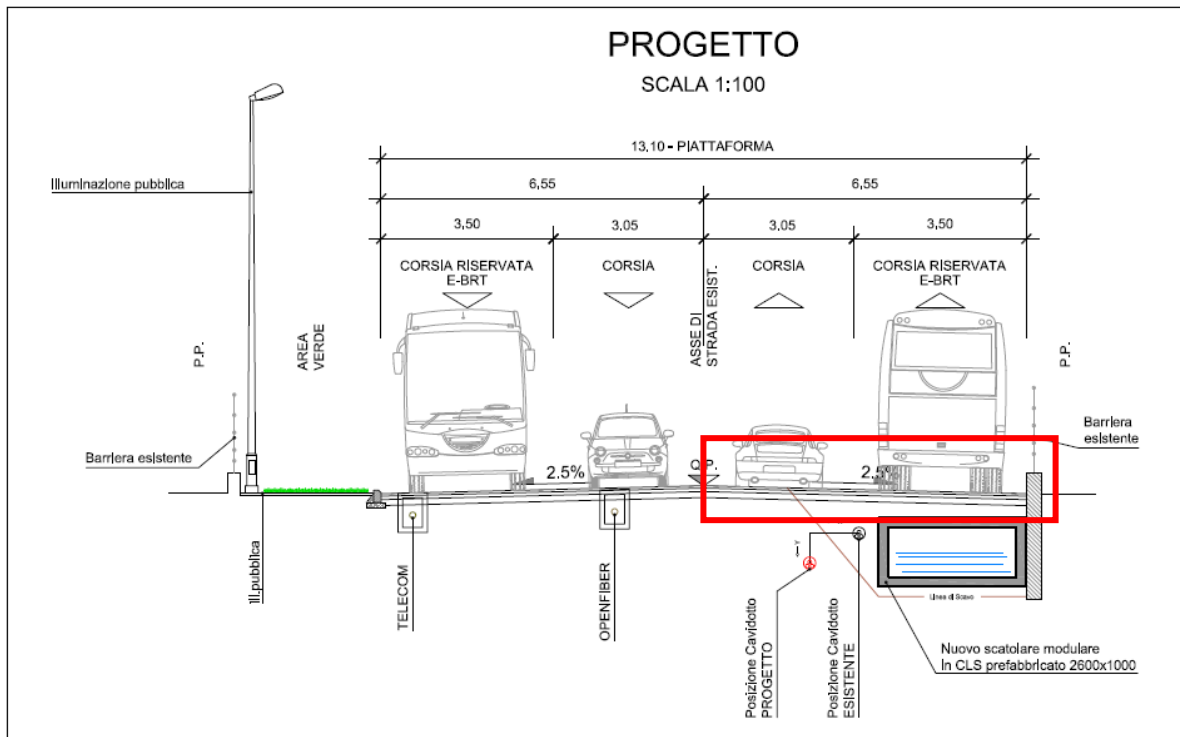 PROGETTO
SCALA 1:100
13,10 - PIATTAFORMA
Illuminazione pubblica
6,55
6,55
3,50
3,05
3,05
3,50
CORSIA RISERVATA
E-BRT
CORSIA
CORSIA
CORSIA RISERVATA
E-BRT
ASSE DI
STRADA ESIST.
P.P.
AREA
VERDE
P.P.
Barriera
esistente
Barriera esistente
2.5%
2.5%
Ill.pubblica
TELECOM
OPENFIBER
Y
Linea di Scavo
Posizione Cavidotto
PROGETTO
Posizione Cavidotto
ESISTENTE
Nuovo scatolare modulare
in CLS prefabbricato 2600x1000